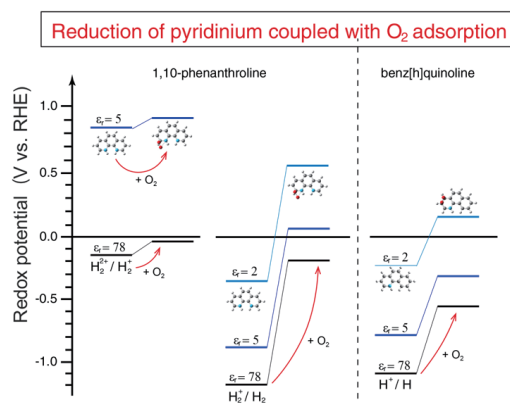 Reduction of pyridinium coupled with O₂ adsorption
1,10-phenanthroline
benz[h]quinoline
Redox potential (V vs. RHE)
1.0
0.5
0.0
-0.5
-1.0
εᵣ= 5
+ O₂
εᵣ= 78
H₂²⁺/ H₂⁺
+ O₂
εᵣ= 2
εᵣ= 5
εᵣ= 78
H₂⁺/ H₂
+ O₂
εᵣ= 2
εᵣ= 5
εᵣ= 78
H⁺/ H
+ O₂